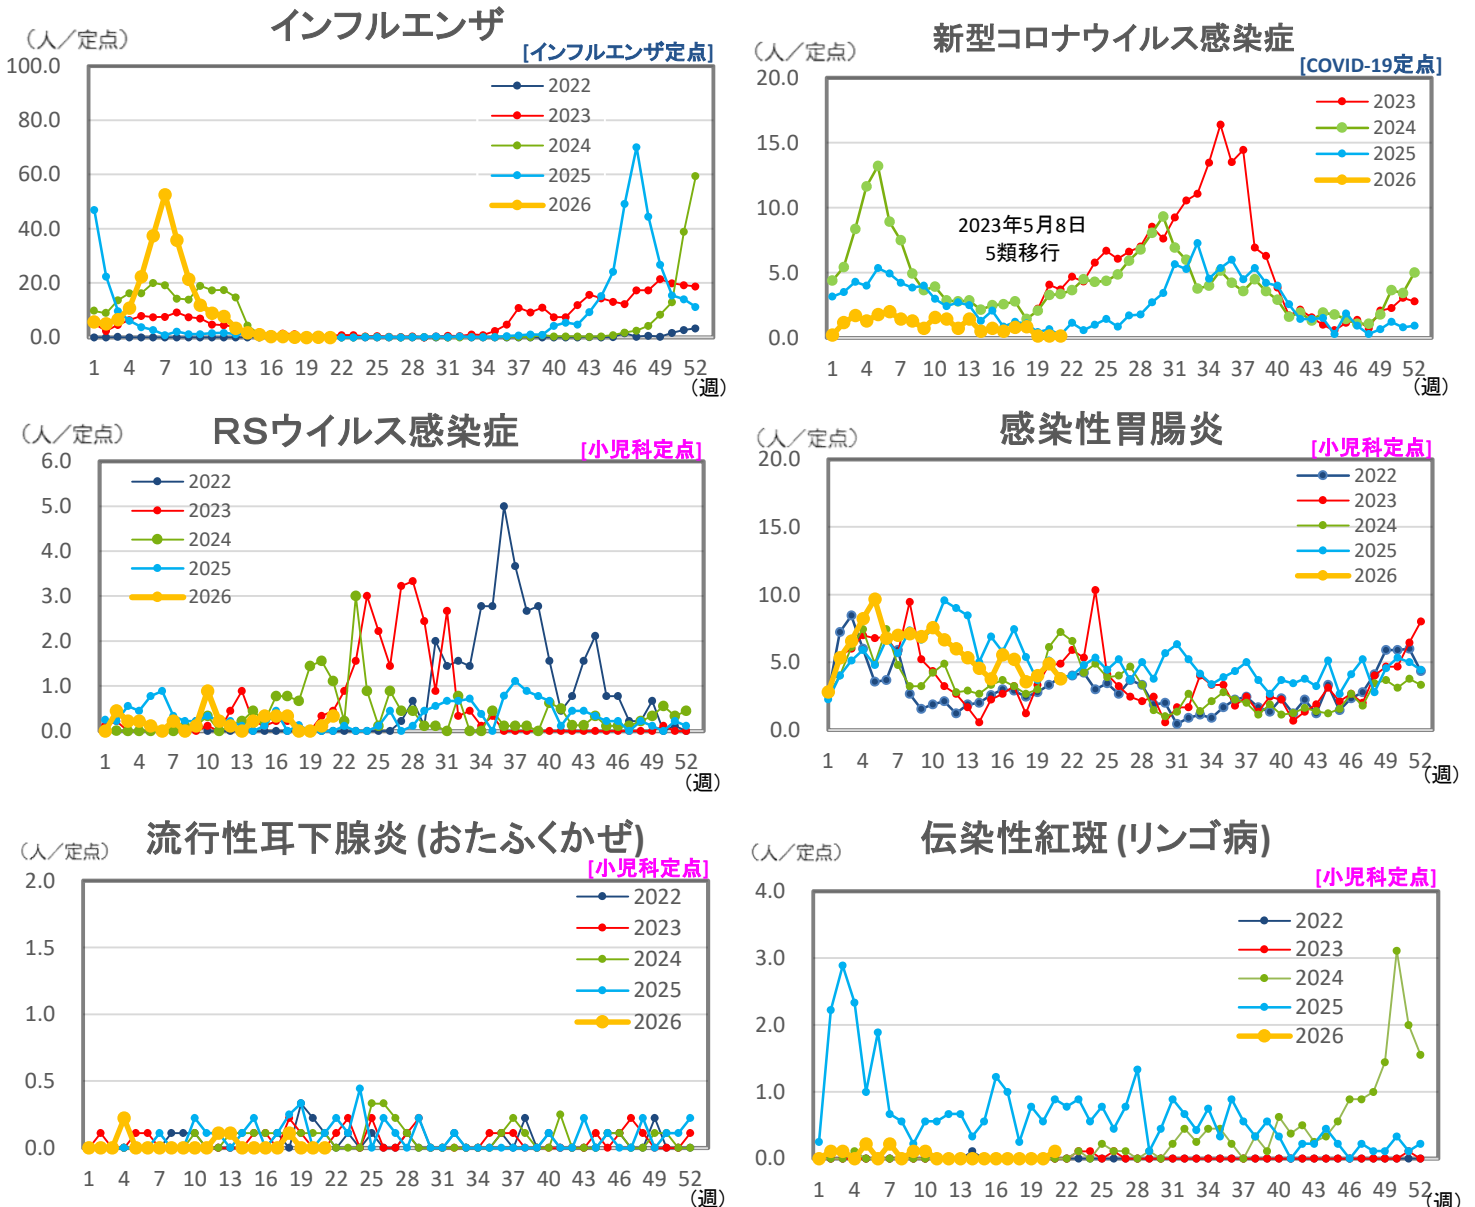 インフルエンザ
（人／定点）
[インフルエンザ定点]
100.0
80.0
60.0
40.0
20.0
0.0
2022
2023
2024
2025
2026
1 4 7 10 13 16 19 22 25 28 31 34 37 40 43 46 49 52
（週）
新型コロナウイルス感染症
（人／定点）
[COVID-19定点]
20.0
15.0
10.0
5.0
0.0
2023
2024
2025
2026
2023年5月8日
5類移行
1 4 7 10 13 16 19 22 25 28 31 34 37 40 43 46 49 52
（週）
RSウイルス感染症
（人／定点）
[小児科定点]
6.0
5.0
4.0
3.0
2.0
1.0
0.0
2022
2023
2024
2025
2026
1 4 7 10 13 16 19 22 25 28 31 34 37 40 43 46 49 52
（週）
感染性胃腸炎
（人／定点）
[小児科定点]
20.0
15.0
10.0
5.0
0.0
2022
2023
2024
2025
2026
1 4 7 10 13 16 19 22 25 28 31 34 37 40 43 46 49 52
（週）
流行性耳下腺炎 (おたふくかぜ)
（人／定点）
[小児科定点]
2.0
1.5
1.0
0.5
0.0
2022
2023
2024
2025
2026
1 4 7 10 13 16 19 22 25 28 31 34 37 40 43 46 49 52
（週）
伝染性紅斑 (リンゴ病)
（人／定点）
[小児科定点]
4.0
3.0
2.0
1.0
0.0
2022
2023
2024
2025
2026
1 4 7 10 13 16 19 22 25 28 31 34 37 40 43 46 49 52
（週）